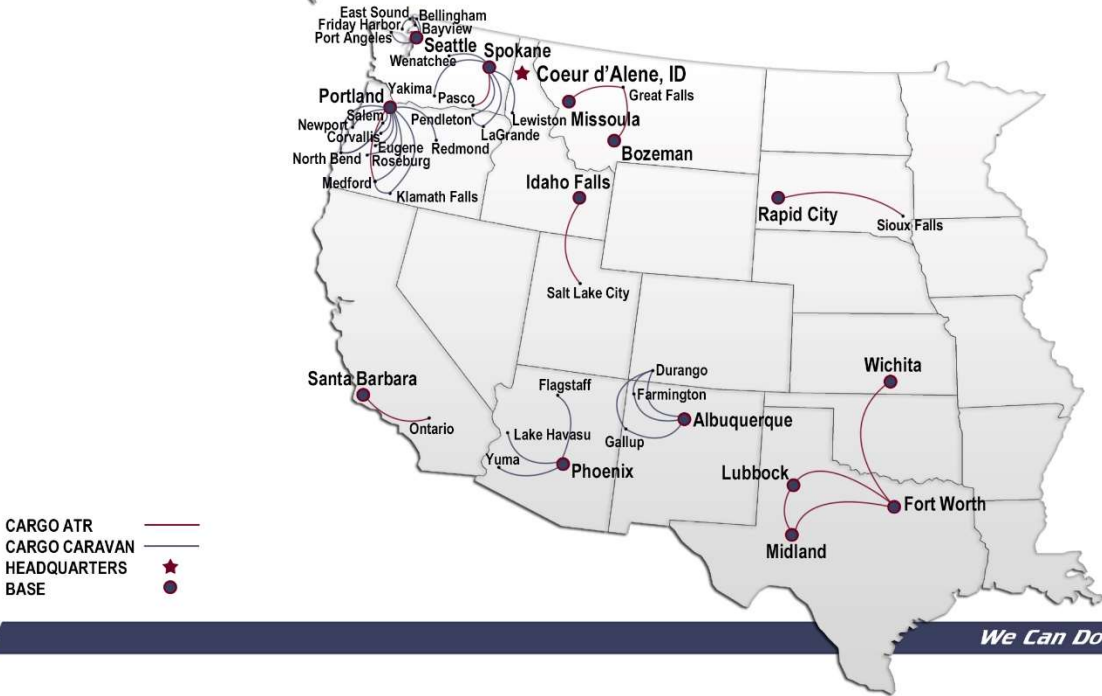 East Sound
Bellingham
Friday Harbor
Bayview
Port Angeles
Seattle
Spokane
Wenatchee
Coeur d'Alene, ID
Yakima
Pasco
Great Falls
Portland
Salem
Pendleton
Lewiston
Missoula
Newport
Corvallis
LaGrande
Eugene
Redmond
North Bend
Roseburg
Bozeman
Medford
Idaho Falls
Klamath Falls
Rapid City
Sioux Falls
Salt Lake City
Wichita
Santa Barbara
Flagstaff
Durango
Farmington
Ontario
Lake Havasu
Gallup
Albuquerque
Yuma
Phoenix
Lubbock
Fort Worth
Midland
CARGO ATR
CARGO CARAVAN
HEADQUARTERS
BASE
We Can Do